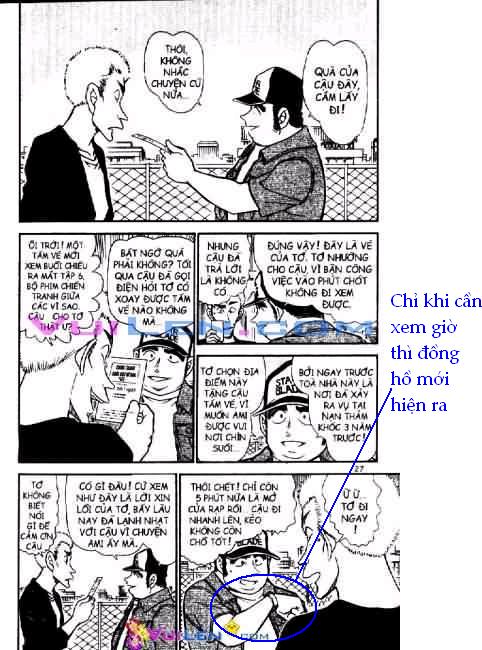 THÔI,
KHÔNG
NHẮC
CHUYỆN CŨ
NỮA...
QUÀ CỦA
CẬU ĐÂY,
CẦM LẤY
ĐI!
ÔI TRỜI! MỘT
TẤM VÉ MỜI
XEM BUỔI CHIẾU
RA MẮT TẬP 6,
BỘ PHIM CHIẾN
TRANH GIỮA
CÁC VÌ SAO.
CẬU CHO TỚ
THẬT Ư?
BẤT NGỜ QUÁ
PHẢI KHÔNG? TỐI
QUA CẬU ĐÃ GỌI
ĐIỆN HỎI TỚ CÓ
XOAY ĐƯỢC TẤM
VÉ NÀO KHÔNG
MÀ.
NHƯNG
CẬU ĐÃ
TRẢ LỜI
LÀ KHÔNG
CÓ...
ĐÚNG VẬY! ĐÂY LÀ VÉ
CỦA TỚ. TỚ NHƯỜNG
CHO CẬU, VÌ BẬN CÔNG
VIỆC VÀO PHÚT CHÓT
KHÔNG ĐI XEM
ĐƯỢC.
VUILEN.COM
Chỉ khi cần
xem giờ
thì đồng
hồ mới
hiện ra
TỚ CHỌN ĐỊA
ĐIỂM NÀY
TẶNG CẬU
TẤM VÉ, VÌ
MUỐN AMI
ĐƯỢC VUI
NƠI CHÍN
SUỐI...
BỞI NGAY TRƯỚC
TOÀ NHÀ NÀY LÀ
NƠI ĐÃ XẢY
RA VỤ TAI
NẠN THẢM
KHỐC 3 NĂM
TRƯỚC!
STAR
BLADE
27
TỚ
KHÔNG
BIẾT
NÓI
GÌ ĐỂ
CẢM ƠN
CẬU...
CÓ GÌ ĐÂU! CỨ XEM
NHƯ ĐÂY LÀ LỜI XIN
LỖI CỦA TỚ, BẤY LÂU
NAY ĐÃ LẠNH NHẠT
VỚI CẬU VÌ CHUYỆN
AMI ẤY MÀ.
THÔI CHẾT! CHỈ CÒN
5 PHÚT NỮA LÀ MỞ
CỬA RẠP RỒI... CẬU ĐI
NHANH LÊN, KẺO
KHÔNG CÒN
CHỖ TỐT!
Ừ Ừ...
TỚ ĐI
NGAY!
BLADE
VUILEN.COM